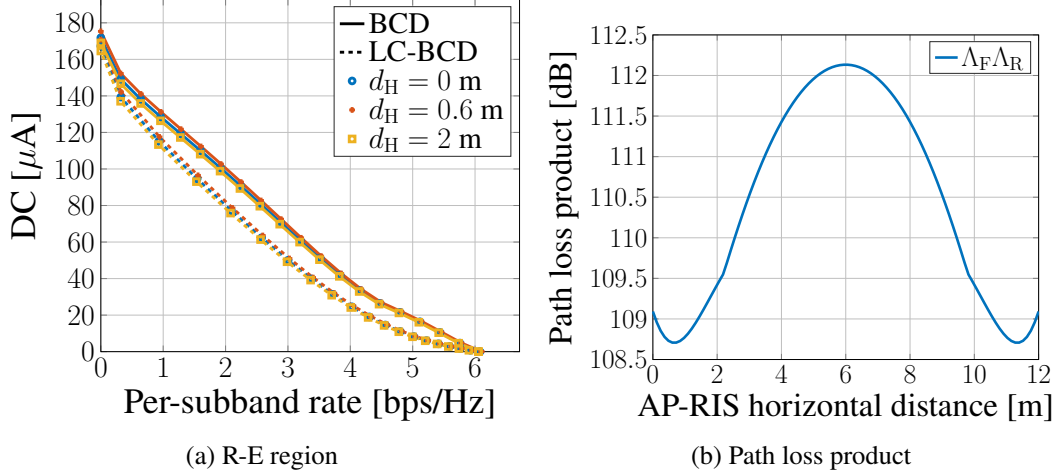 180
160
140
120
100
80
60
40
20
0
DC [μA]
0 1 2 3 4 5 6
Per-subband rate [bps/Hz]
BCD
LC-BCD
d_H = 0 m
d_H = 0.6 m
d_H = 2 m
(a) R-E region
112.5
112
111.5
111
110.5
110
109.5
109
108.5
Path loss product [dB]
0 2 4 6 8 10 12
AP-RIS horizontal distance [m]
Λ_F Λ_R
(b) Path loss product